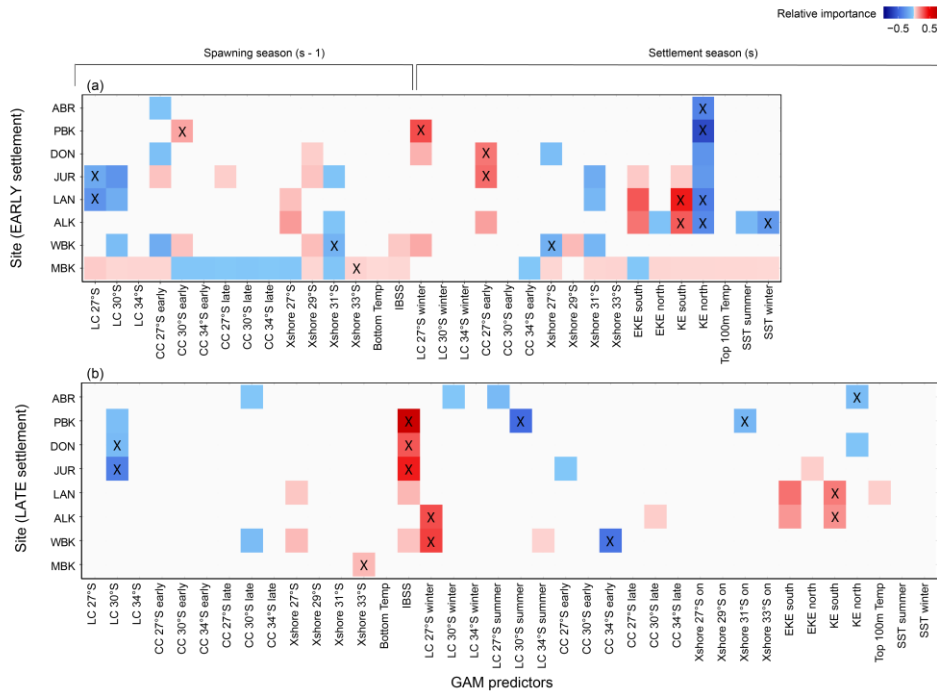 Relative importance
−0.5 0.5
Spawning season (s - 1) Settlement season (s)
(a)
Site (EARLY settlement)
ABR
PBK
DON
JUR
LAN
ALK
WBK
MBK
X X X
X X
X X X X
X X X
X X X X X
X X
X
LC 27°S
LC 30°S
LC 34°S
CC 27°S early
CC 30°S early
CC 34°S early
CC 27°S late
CC 30°S late
CC 34°S late
Xshore 27°S
Xshore 29°S
Xshore 31°S
Xshore 33°S
Bottom Temp
IBSS
LC 27°S winter
LC 30°S winter
LC 34°S winter
CC 27°S early
CC 30°S early
CC 34°S early
Xshore 27°S
Xshore 29°S
Xshore 31°S
Xshore 33°S
EKE south
EKE north
KE south
KE north
Top 100m Temp
SST summer
SST winter
(b)
Site (LATE settlement)
ABR
PBK
DON
JUR
LAN
ALK
WBK
MBK
LC 27°S
LC 30°S
LC 34°S
CC 27°S early
CC 30°S early
CC 34°S early
CC 27°S late
CC 30°S late
CC 34°S late
Xshore 27°S
Xshore 29°S
Xshore 31°S
Xshore 33°S
Bottom Temp
IBSS
LC 27°S winter
LC 30°S winter
LC 34°S winter
LC 27°S summer
LC 30°S summer
LC 34°S summer
CC 27°S early
CC 30°S early
CC 34°S early
CC 27°S late
CC 30°S late
CC 34°S late
Xshore 27°S on
Xshore 29°S on
Xshore 31°S on
Xshore 33°S on
EKE south
EKE north
KE south
KE north
Top 100m Temp
SST summer
SST winter
GAM predictors